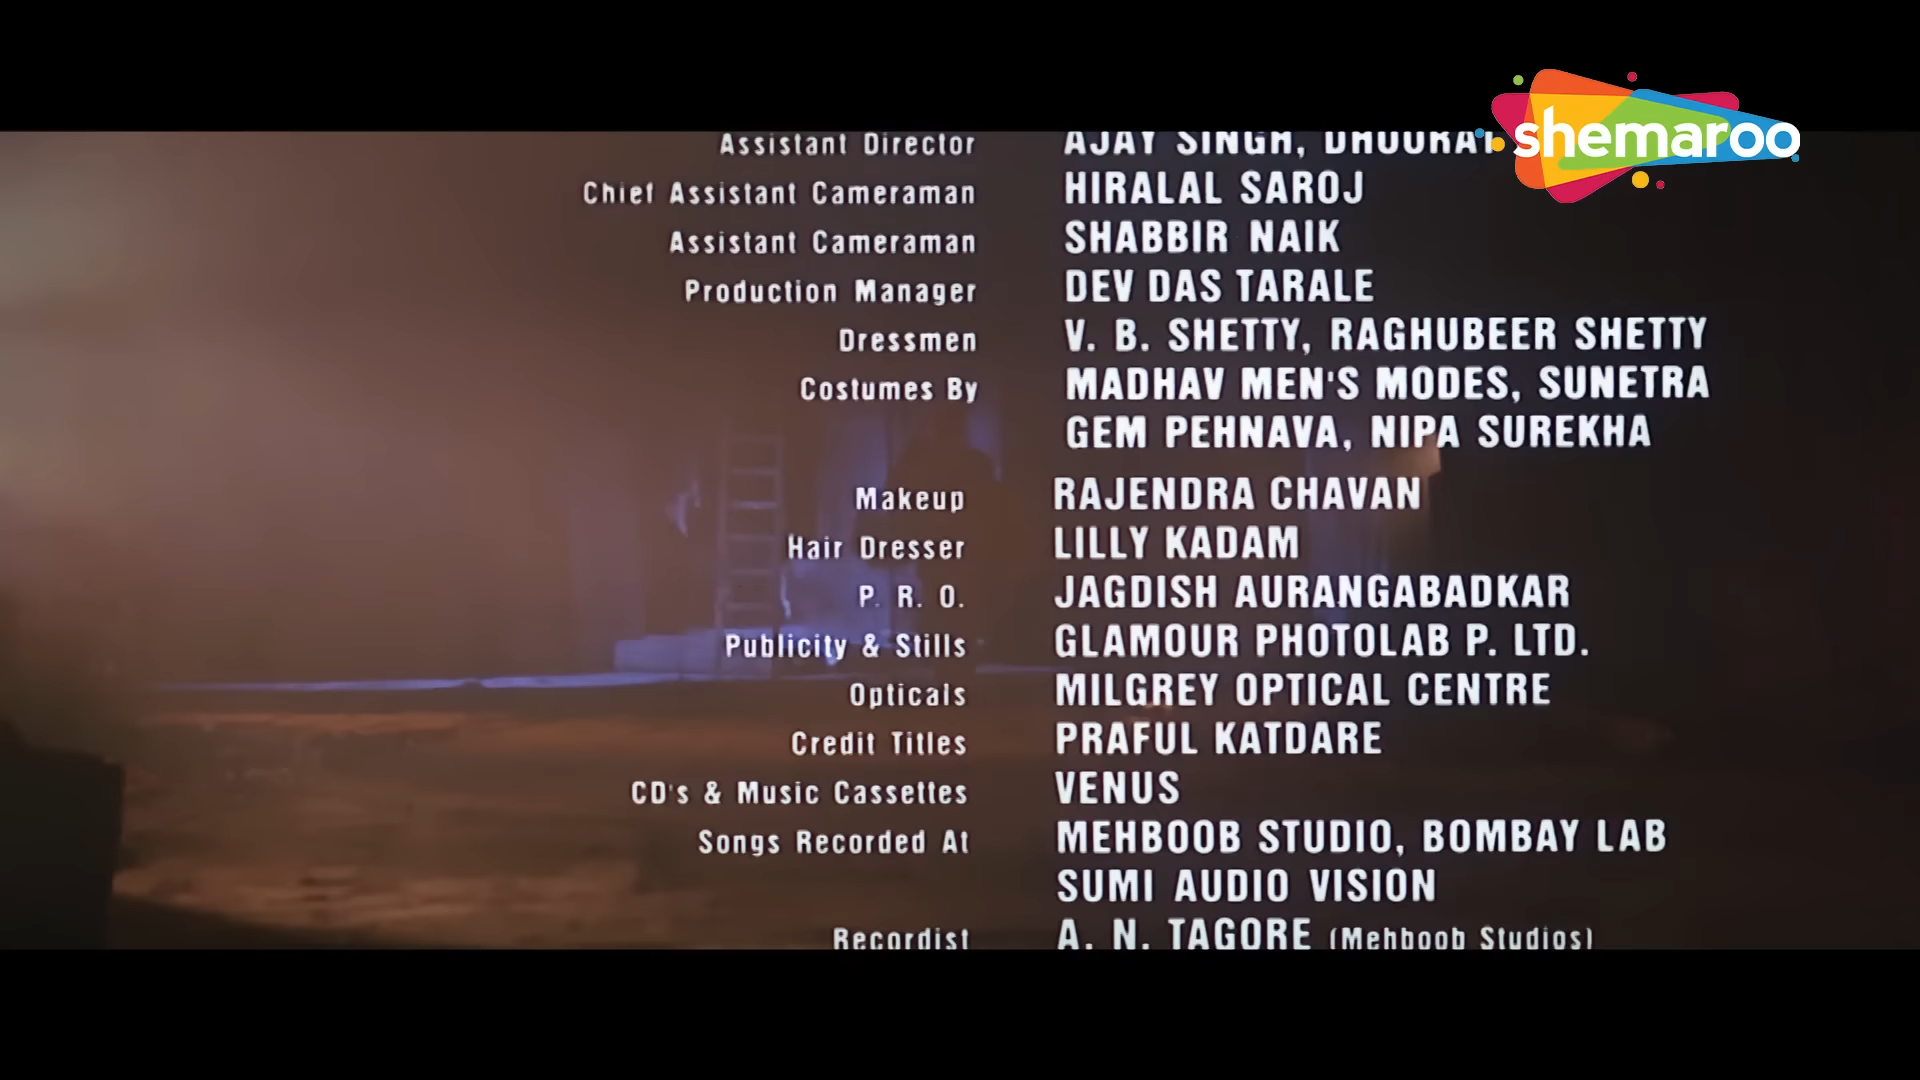 shemaroo
Assistant Director AJAY SINGH,
Chief Assistant Cameraman HIRALAL SAROJ
Assistant Cameraman SHABBIR NAIK
Production Manager DEV DAS TARALE
Dressmen V. B. SHETTY, RAGHUBEER SHETTY
Costumes By MADHAV MEN'S MODES, SUNETRA
GEM PEHNAVA, NIPA SUREKHA
Makeup RAJENDRA CHAVAN
Hair Dresser LILLY KADAM
P. R. O. JAGDISH AURANGABADKAR
Publicity & Stills GLAMOUR PHOTOLAB P. LTD.
Opticals MILGREY OPTICAL CENTRE
Credit Titles PRAFUL KATDARE
CD's & Music Cassettes VENUS
Songs Recorded At MEHBOOB STUDIO, BOMBAY LAB
SUMI AUDIO VISION
Recordist A. N. TAGORE (Mehboob Studios)